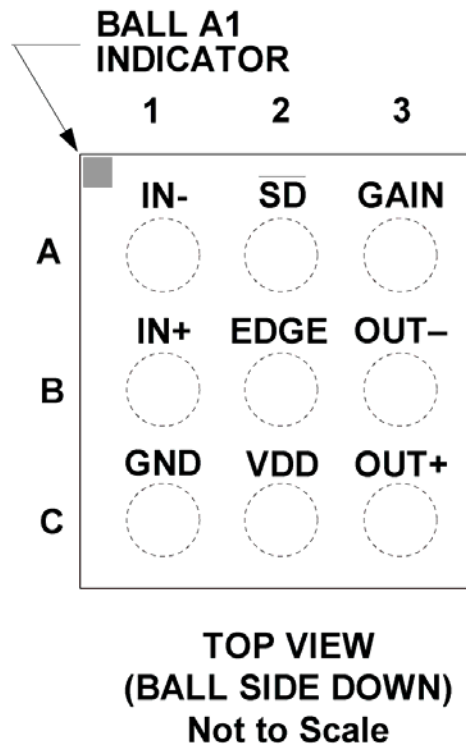 BALL A1
INDICATOR
1 2 3
IN- S̅D̅ GAIN
A
IN+ EDGE OUT–
B
GND VDD OUT+
C
TOP VIEW
(BALL SIDE DOWN)
Not to Scale